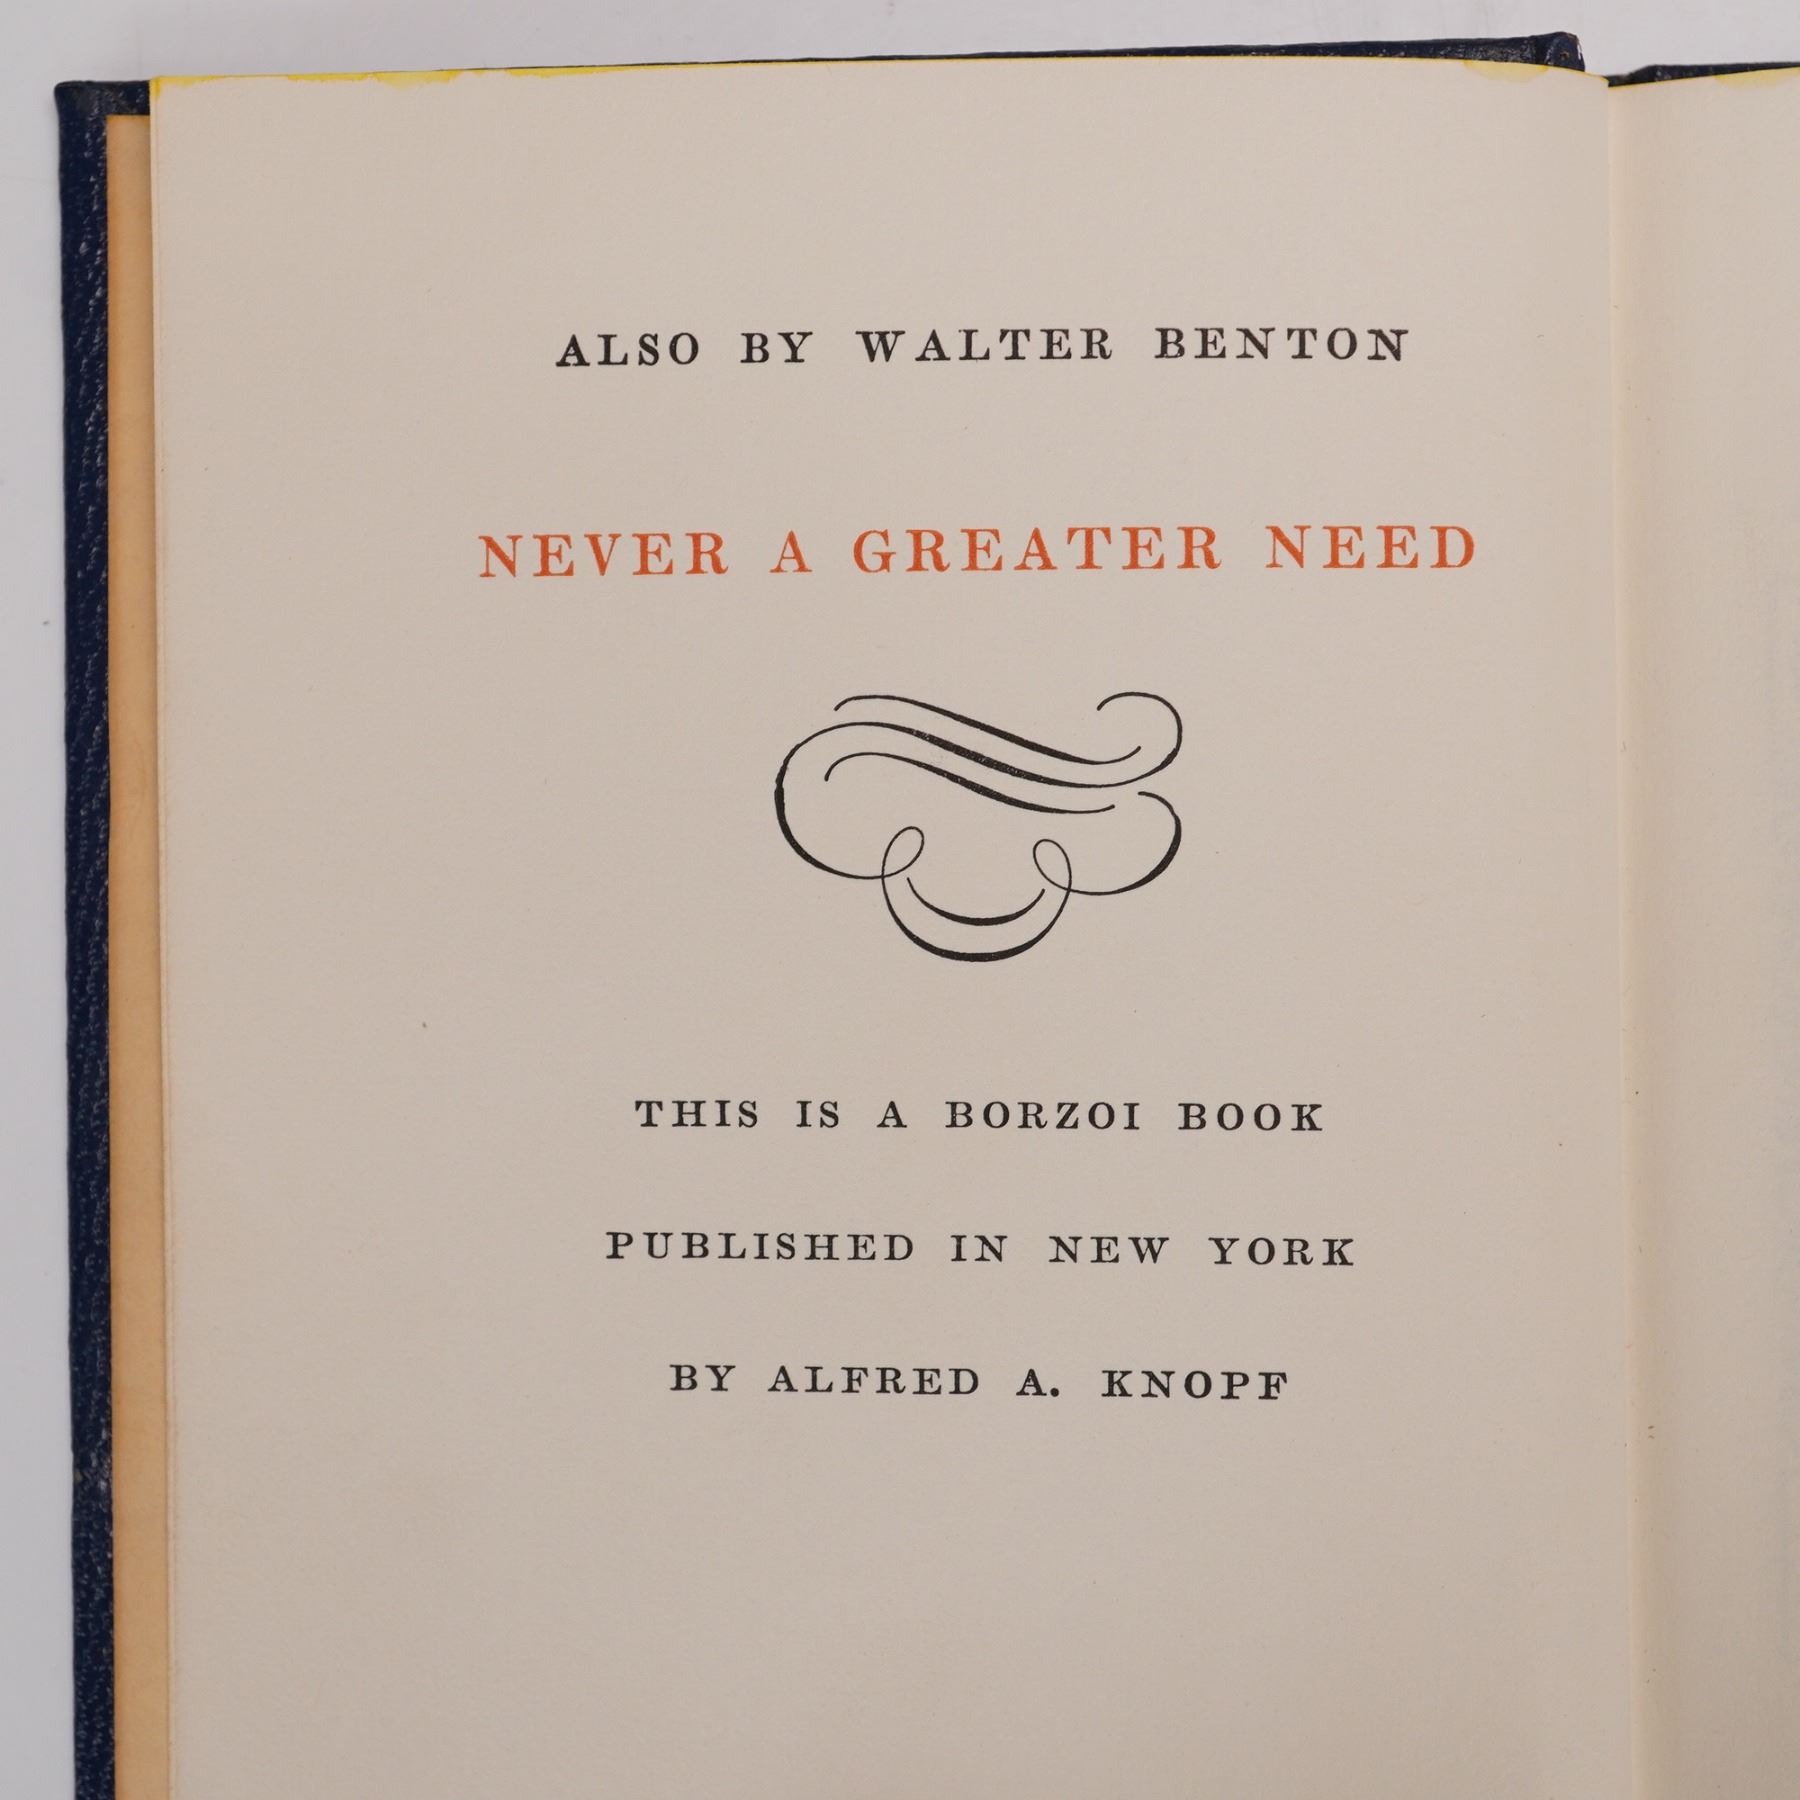 ALSO BY WALTER BENTON
NEVER A GREATER NEED
THIS IS A BORZOI BOOK
PUBLISHED IN NEW YORK
BY ALFRED A. KNOPF